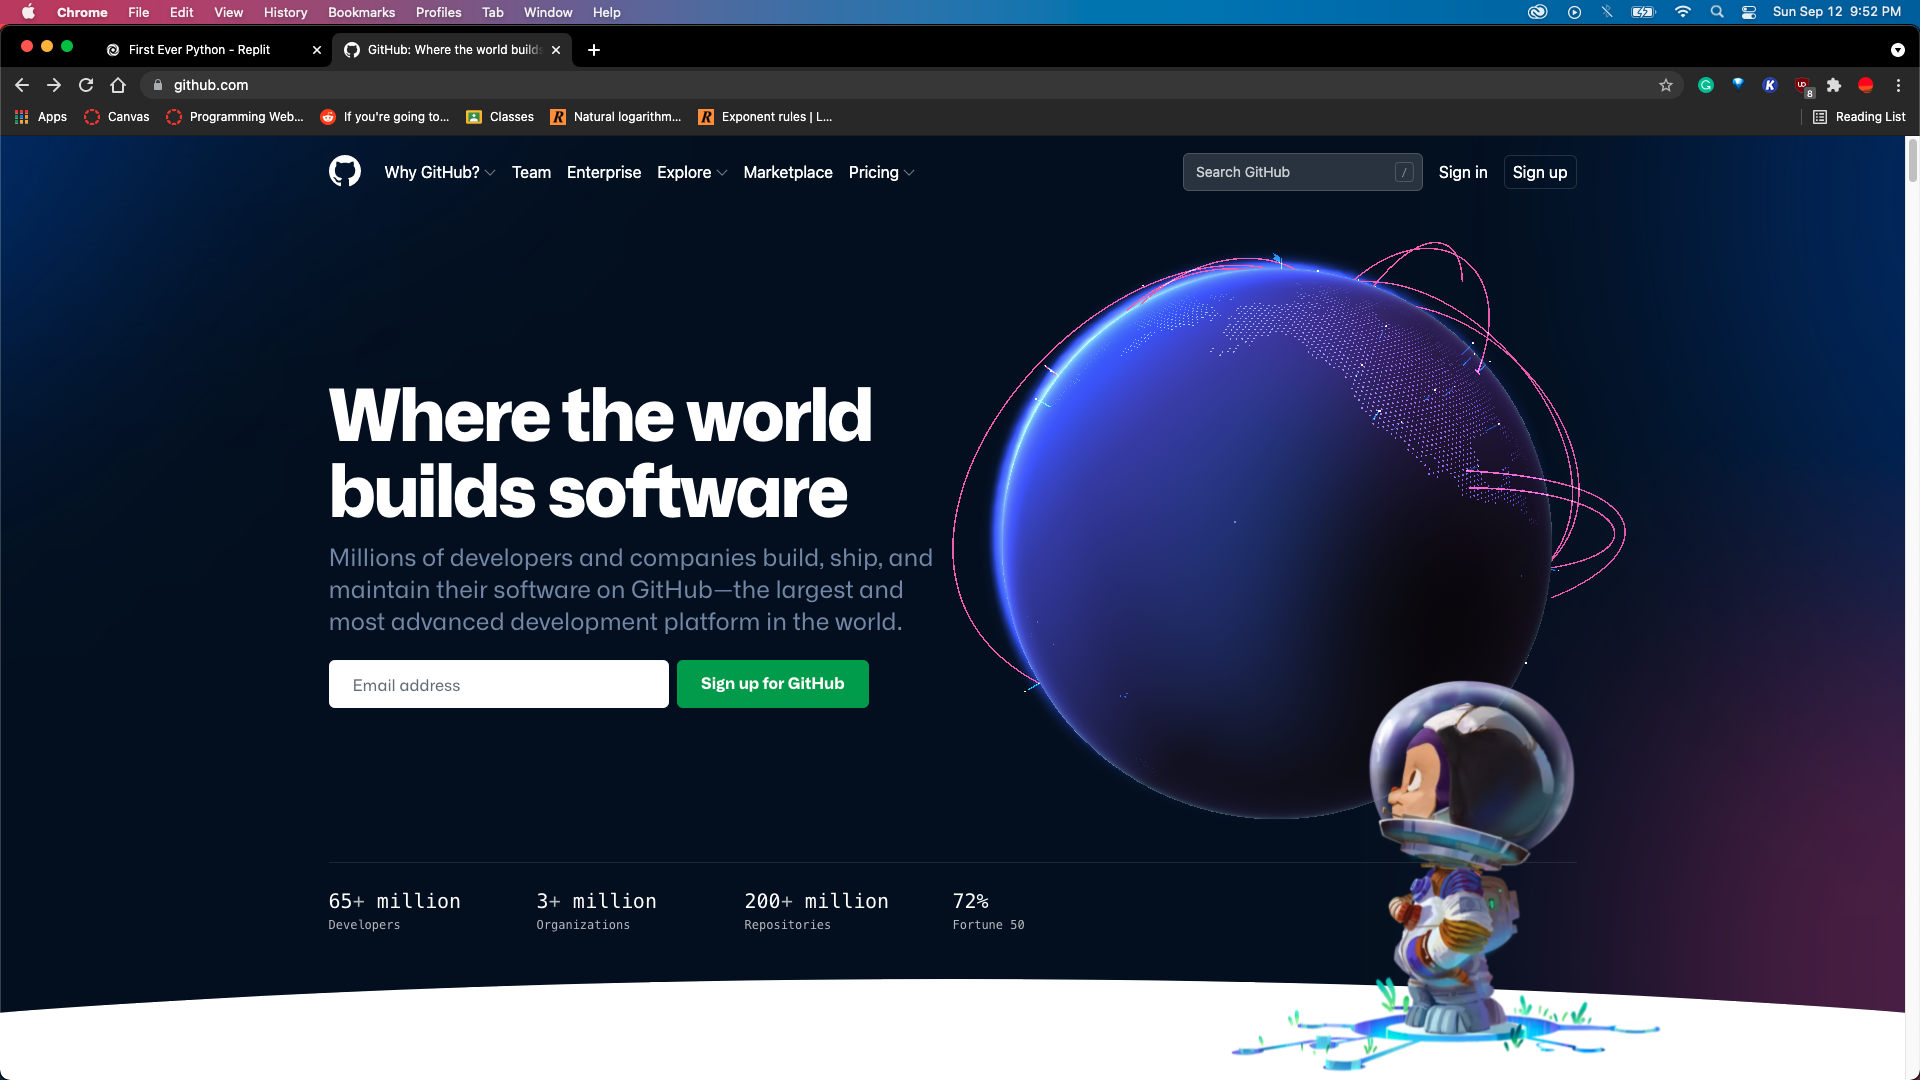 Chrome File Edit View History Bookmarks Profiles Tab Window Help Sun Sep 12 9:52 PM
First Ever Python - Replit GitHub: Where the world builds
github.com
8
Apps Canvas Programming Web... If you're going to... Classes R Natural logarithm... R Exponent rules | L... Reading List
Why GitHub? Team Enterprise Explore Marketplace Pricing Search GitHub / Sign in Sign up
Where the world
builds software
Millions of developers and companies build, ship, and
maintain their software on GitHub—the largest and
most advanced development platform in the world.
Email address Sign up for GitHub
65+ million 3+ million 200+ million 72%
Developers Organizations Repositories Fortune 50